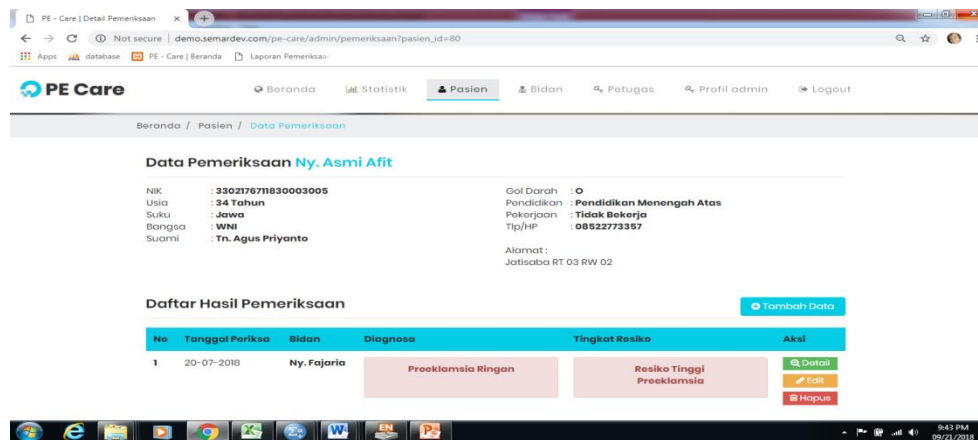 PE - Care | Detail Pemeriksaan
Not secure | demo.semardev.com/pe-care/admin/pemeriksaan?pasien_id=80
Apps database PE - Care | Beranda Laporan Pemeriksaa
PE Care Beranda Statistik Pasien Bidan Petugas Profil admin Logout
Beranda / Pasien / Data Pemeriksaan
Data Pemeriksaan Ny. Asmi Afit
NIK : 3302176711830003005
Usia : 34 Tahun
Suku : Jawa
Bangsa : WNI
Suami : Tn. Agus Priyanto
Gol Darah : O
Pendidikan : Pendidikan Menengah Atas
Pekerjaan : Tidak Bekerja
Tlp/HP : 08522773357
Alamat :
Jatisaba RT 03 RW 02
Daftar Hasil Pemeriksaan
Tambah Data
No Tanggal Periksa Bidan Diagnosa Tingkat Resiko Aksi
1 20-07-2018 Ny. Fajaria Preeklamsia Ringan Resiko Tinggi
Preeklamsia
Detail
Edit
Hapus
EN
9:43 PM
09/21/2018